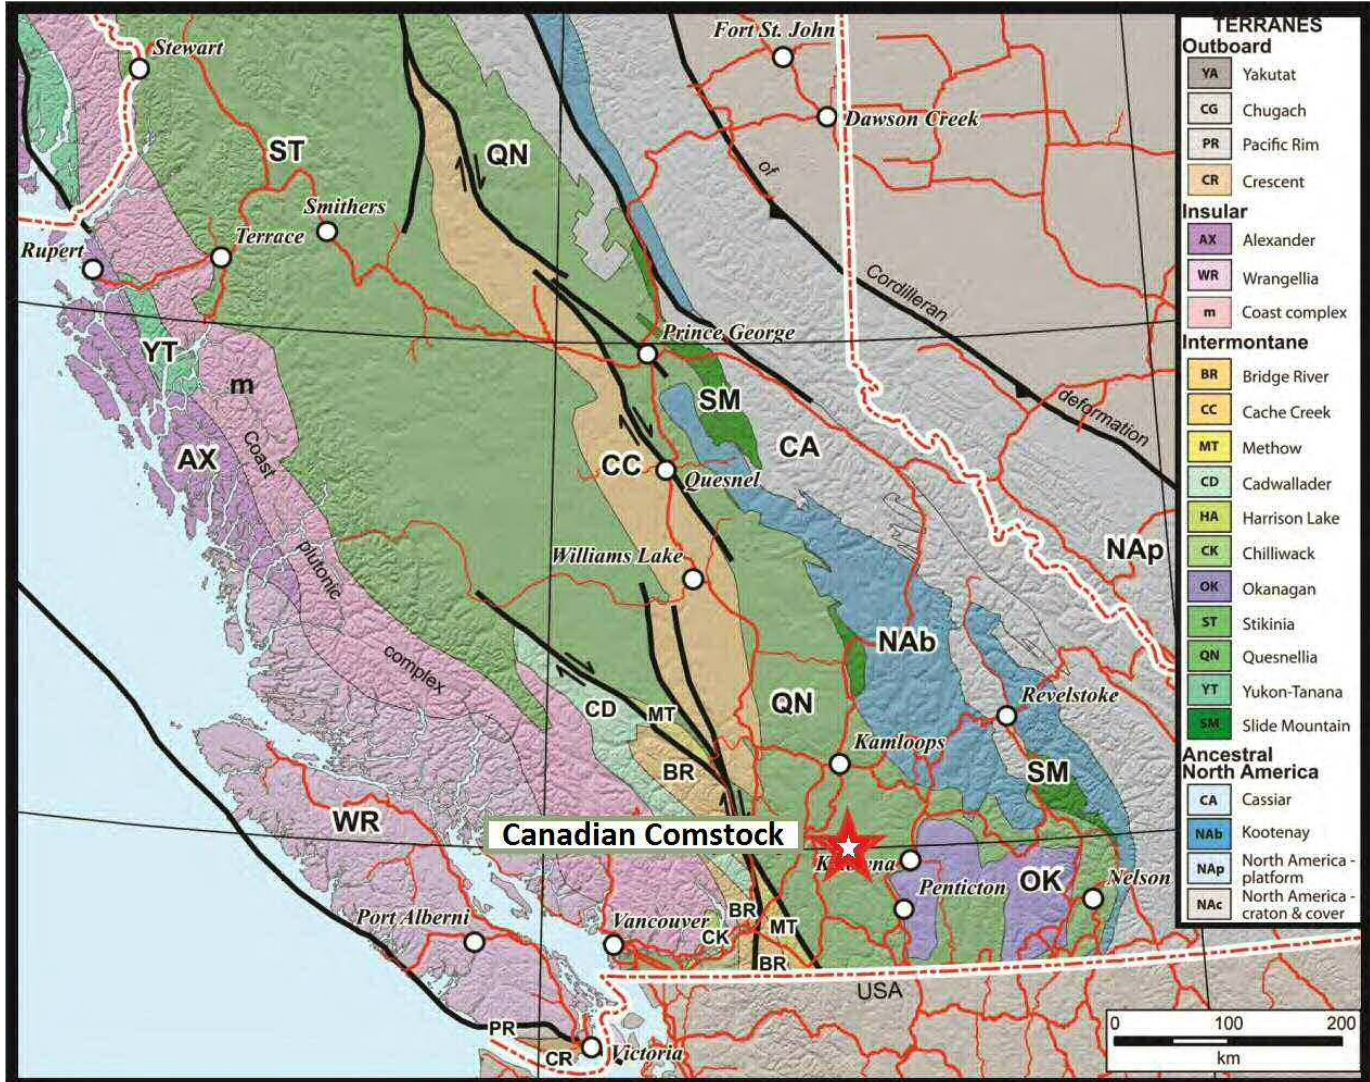 Stewart
Fort St. John
Dawson Creek
ST
QN
of
Smithers
Terrace
Rupert
Cordilleran
Prince George
YT
m
SM
deformation
Coast
AX
CC
CA
Quesnel
plutonic
Williams Lake
NAp
NAb
complex
Revelstoke
CD
MT
QN
Kamloops
BR
SM
WR
Canadian Comstock
Penticton
OK
Nelson
Port Alberni
Vancouver
BR
CK
MT
BR
USA
PR
CR
Victoria
TERRANES
Outboard
YA Yakutat
CG Chugach
PR Pacific Rim
CR Crescent
Insular
AX Alexander
WR Wrangellia
m Coast complex
Intermontane
BR Bridge River
CC Cache Creek
MT Methow
CD Cadwallader
HA Harrison Lake
CK Chilliwack
OK Okanagan
ST Stikinia
QN Quesnellia
YT Yukon-Tanana
SM Slide Mountain
Ancestral
North America
CA Cassiar
NAb Kootenay
NAp North America -
platform
NAc North America -
craton & cover
0 100 200
km